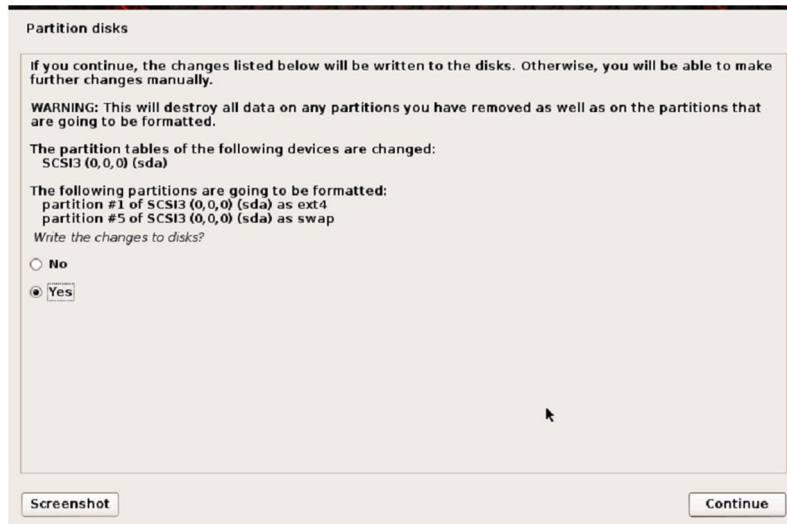 Partition disks
If you continue, the changes listed below will be written to the disks. Otherwise, you will be able to make
further changes manually.
WARNING: This will destroy all data on any partitions you have removed as well as on the partitions that
are going to be formatted.
The partition tables of the following devices are changed:
SCSI3 (0,0,0) (sda)
The following partitions are going to be formatted:
partition #1 of SCSI3 (0,0,0) (sda) as ext4
partition #5 of SCSI3 (0,0,0) (sda) as swap
Write the changes to disks?
No
Yes
Screenshot
Continue